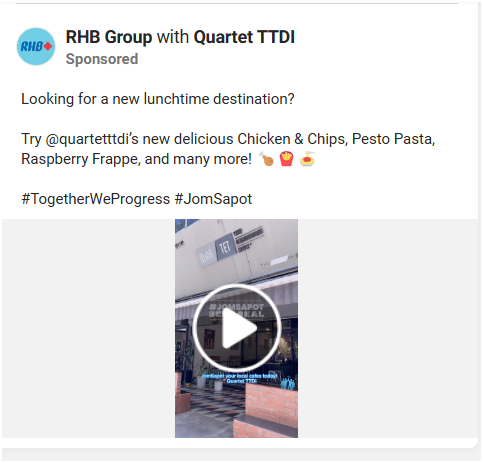 RHB
RHB Group with Quartet TTDI
Sponsored
Looking for a new lunchtime destination?
Try @quartetttdi’s new delicious Chicken & Chips, Pesto Pasta,
Raspberry Frappe, and many more! 🍗🍟🍝
#TogetherWeProgress #JomSapot
TET
#JOMSAPOT
JomSapot your local cafes today!
Quartet TTDI